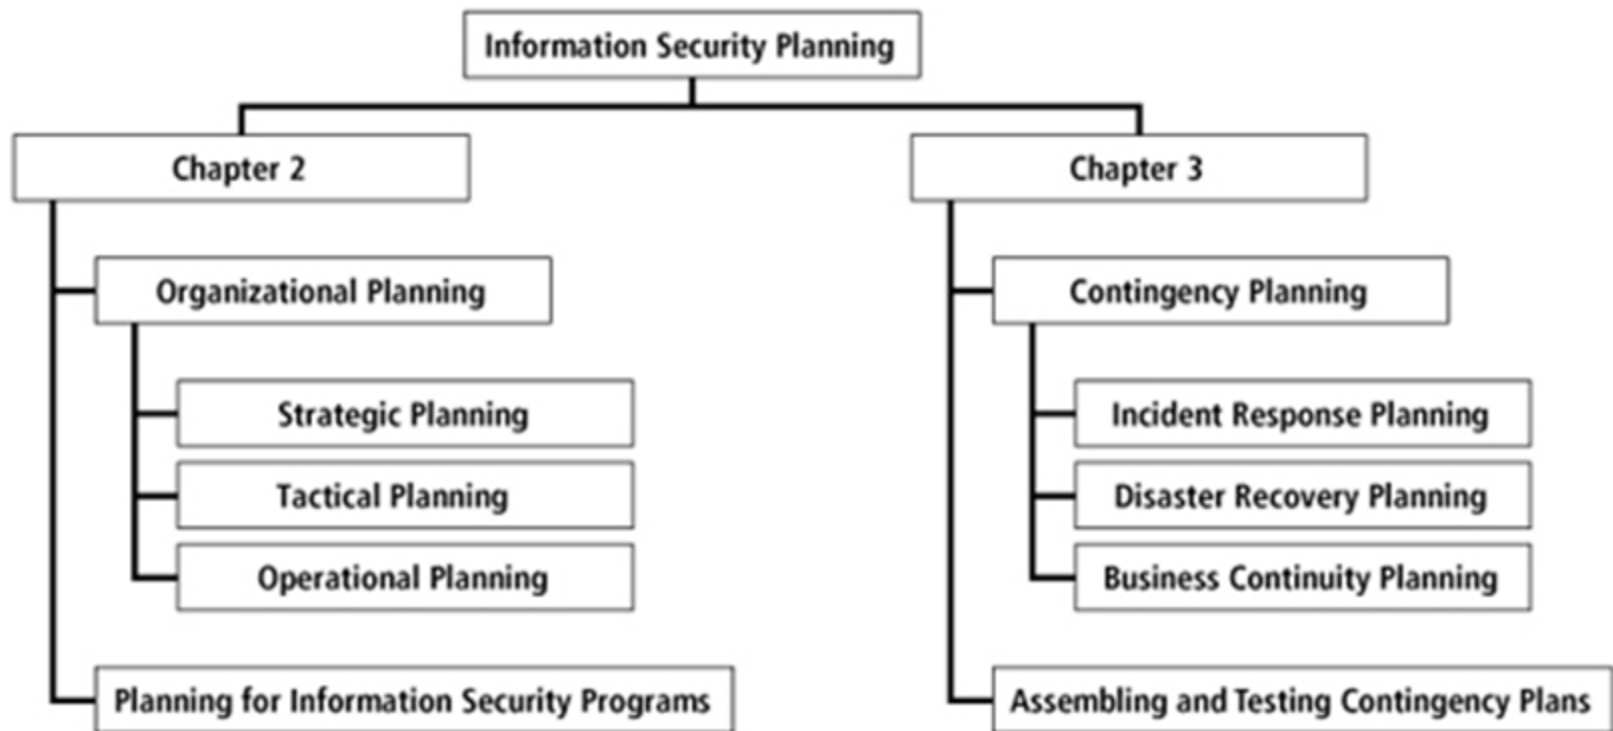 Information Security Planning
Chapter 2
Organizational Planning
Strategic Planning
Tactical Planning
Operational Planning
Planning for Information Security Programs
Chapter 3
Contingency Planning
Incident Response Planning
Disaster Recovery Planning
Business Continuity Planning
Assembling and Testing Contingency Plans